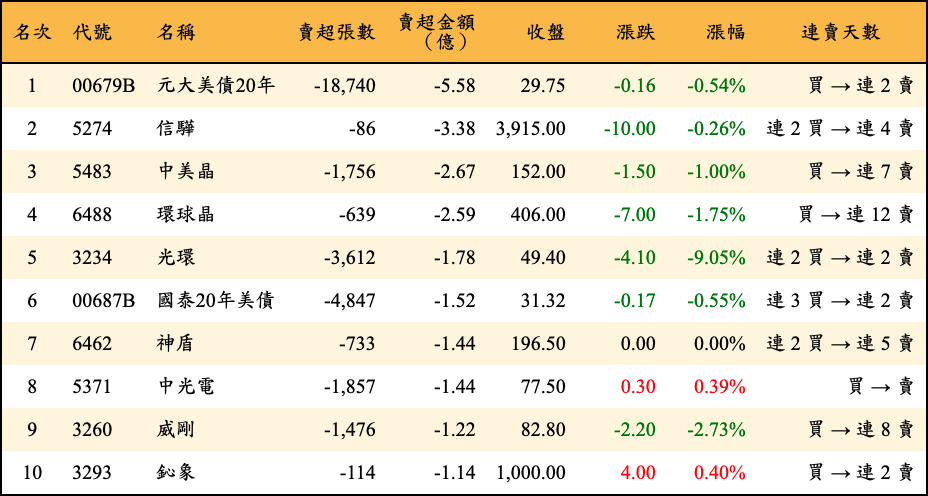 名次 代號 名稱 賣超張數 賣超金額（億） 收盤 漲跌 漲幅 連賣天數
1 00679B 元大美債20年 -18,740 -5.58 29.75 -0.16 -0.54% 買 → 連 2 賣
2 5274 信驊 -86 -3.38 3,915.00 -10.00 -0.26% 連 2 買 → 連 4 賣
3 5483 中美晶 -1,756 -2.67 152.00 -1.50 -1.00% 買 → 連 7 賣
4 6488 環球晶 -639 -2.59 406.00 -7.00 -1.75% 買 → 連 12 賣
5 3234 光環 -3,612 -1.78 49.40 -4.10 -9.05% 連 2 買 → 連 2 賣
6 00687B 國泰20年美債 -4,847 -1.52 31.32 -0.17 -0.55% 連 3 買 → 連 2 賣
7 6462 神盾 -733 -1.44 196.50 0.00 0.00% 連 2 買 → 連 5 賣
8 5371 中光電 -1,857 -1.44 77.50 0.30 0.39% 買 → 賣
9 3260 威剛 -1,476 -1.22 82.80 -2.20 -2.73% 買 → 連 8 賣
10 3293 鈊象 -114 -1.14 1,000.00 4.00 0.40% 買 → 連 2 賣